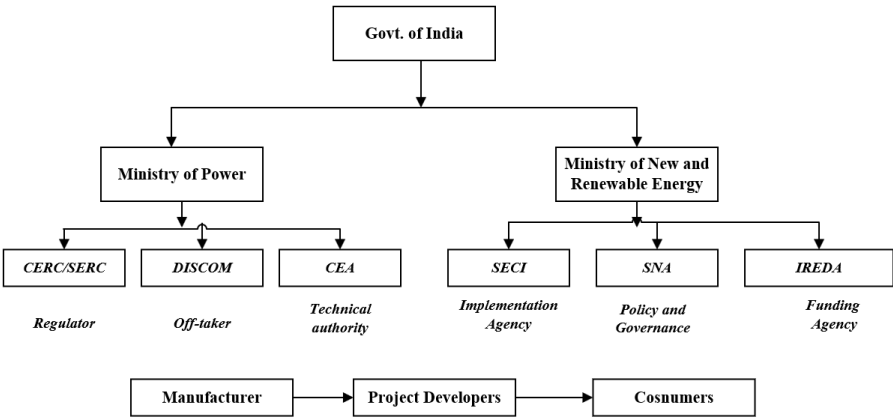 Govt. of India
Ministry of Power
Ministry of New and
Renewable Energy
CERC/SERC
DISCOM
CEA
SECI
SNA
IREDA
Regulator
Off-taker
Technical
authority
Implementation
Agency
Policy and
Governance
Funding
Agency
Manufacturer
Project Developers
Cosnumers